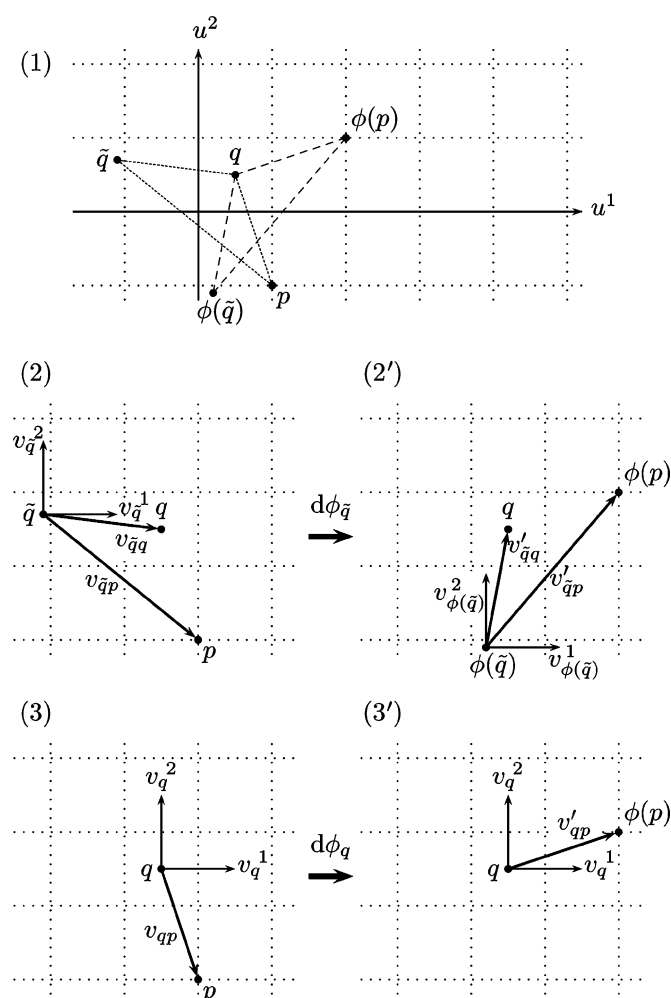 u²
(1)
ϕ(p)
q̃
q
u¹
ϕ(q̃)
p
(2)
(2′)
v_q̃²
ϕ(p)
q̃
v_q̃¹
q
dϕ_q̃
q
v_q̃q
v′_q̃q
v_q̃p
v′_q̃p
v²_ϕ(q̃)
p
ϕ(q̃)
v¹_ϕ(q̃)
(3)
(3′)
v_q²
v_q²
ϕ(p)
v′_qp
dϕ_q
q
v_q¹
q
v_q¹
v_qp
p